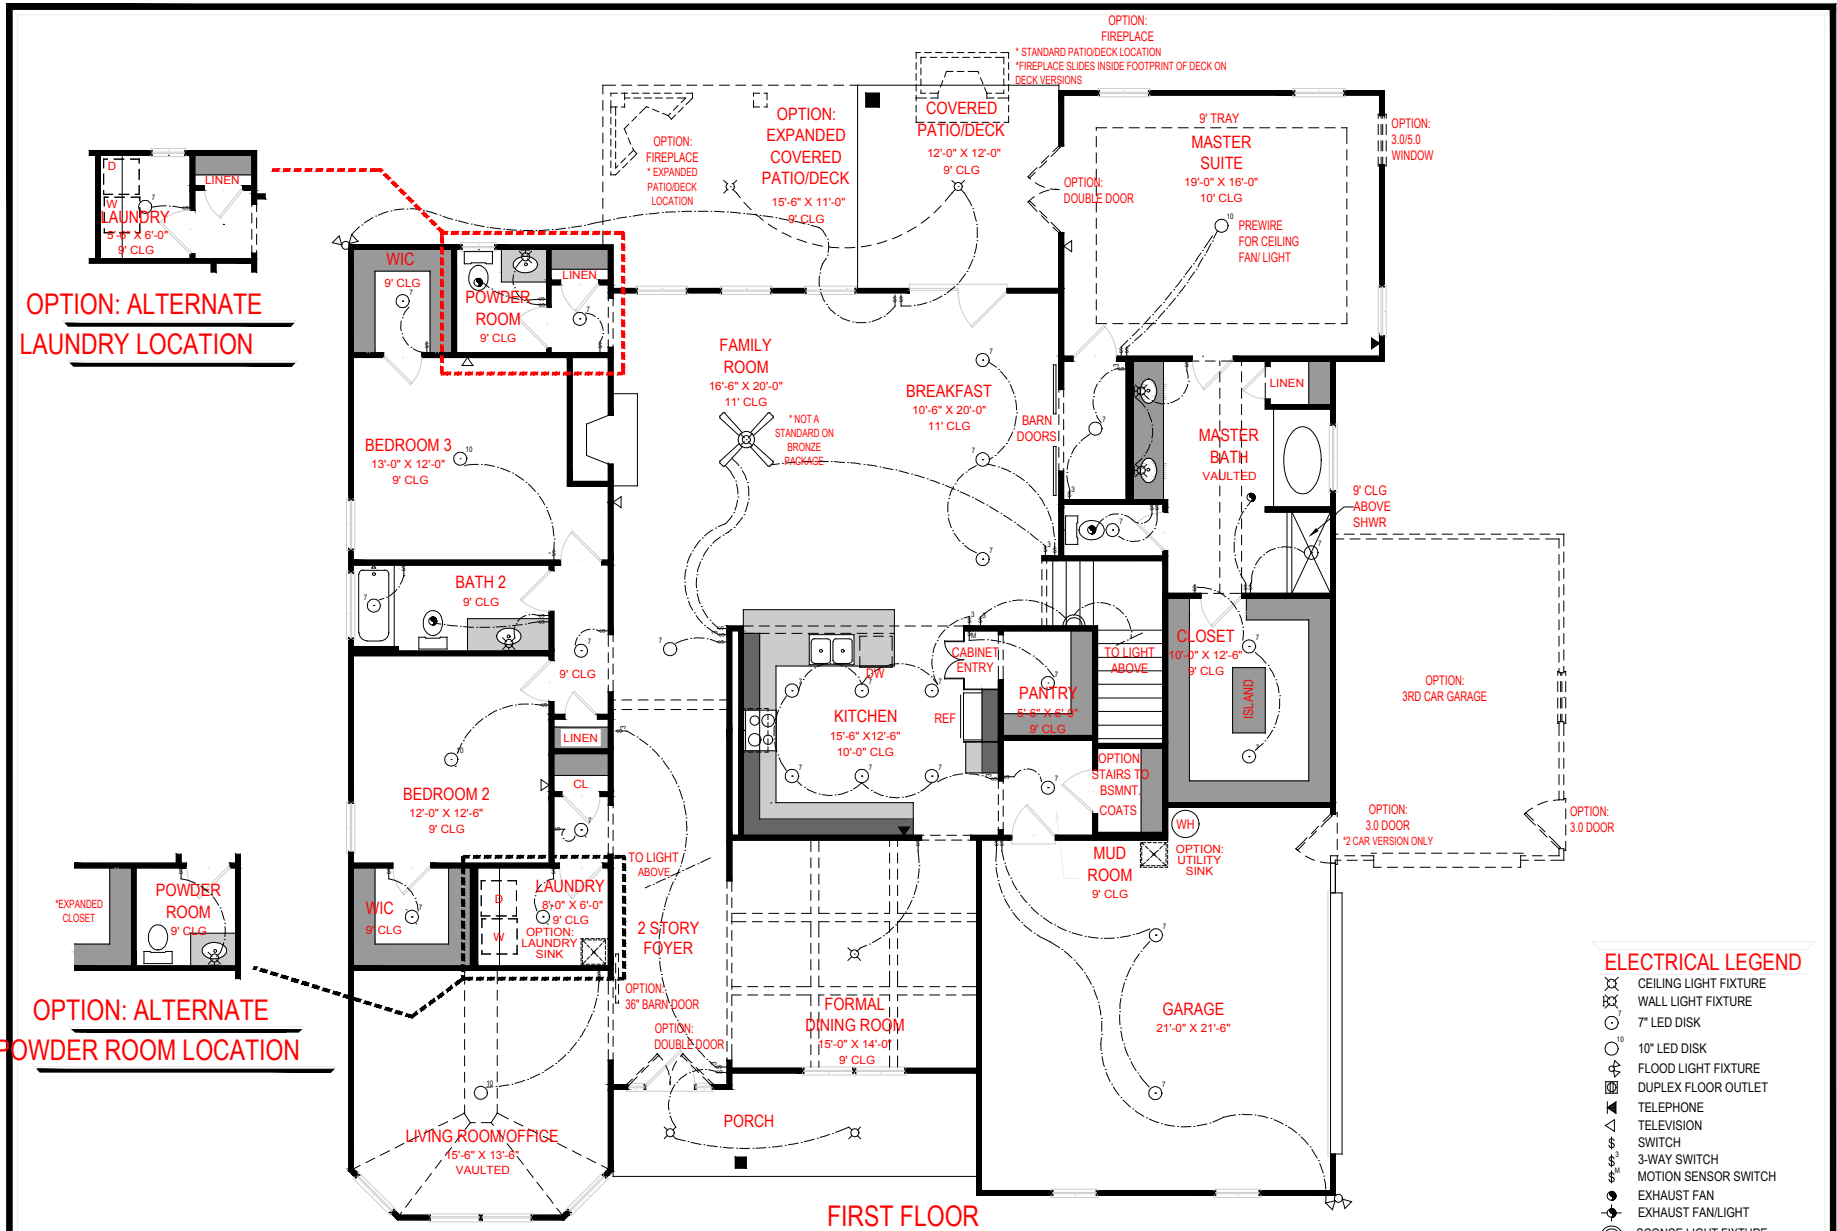 OPTION:
FIREPLACE
* STANDARD PATIO/DECK LOCATION
*FIREPLACE SLIDES INSIDE FOOTPRINT OF DECK ON
DECK VERSIONS
OPTION:
FIREPLACE
* EXPANDED
PATIO/DECK
LOCATION
OPTION:
EXPANDED
COVERED
PATIO/DECK
15'-6" X 11'-0"
9' CLG
COVERED
PATIO/DECK
12'-0" X 12'-0"
9' CLG
OPTION:
DOUBLE DOOR
9' TRAY
MASTER
SUITE
19'-0" X 16'-0"
10' CLG
10
PREWIRE
FOR CEILING
FAN/ LIGHT
OPTION:
3.0/5.0
WINDOW
D
W
LINEN
LAUNDRY
5'-6" X 6'-0"
9' CLG
OPTION: ALTERNATE
LAUNDRY LOCATION
WIC
9' CLG
POWDER
ROOM
9' CLG
LINEN
FAMILY
ROOM
16'-6" X 20'-0"
11' CLG
* NOT A
STANDARD ON
BRONZE
PACKAGE
BREAKFAST
10'-6" X 20'-0"
11' CLG
BARN
DOORS
LINEN
MASTER
BATH
VAULTED
9' CLG
ABOVE
SHWR
BEDROOM 3
13'-0" X 12'-0"
9' CLG
10
BATH 2
9' CLG
9' CLG
LINEN
CL
BEDROOM 2
12'-0" X 12'-6"
9' CLG
10
DW
KITCHEN
15'-6" X12'-6"
10'-0" CLG
REF
CABINET
ENTRY
PANTRY
5'-6" X 6'-0"
9' CLG
TO LIGHT
ABOVE
CLOSET
10'-0" X 12'-6"
9' CLG
ISLAND
OPTION:
3RD CAR GARAGE
OPTION
STAIRS TO
BSMNT.
COATS
WH
OPTION:
UTILITY
SINK
MUD
ROOM
9' CLG
OPTION:
3.0 DOOR
*2 CAR VERSION ONLY
OPTION:
3.0 DOOR
TO LIGHT
ABOVE
WIC
9' CLG
D
W
LAUNDRY
8'-0" X 6'-0"
9' CLG
OPTION:
LAUNDRY
SINK
2 STORY
FOYER
OPTION:
36" BARN DOOR
OPTION:
DOUBLE DOOR
FORMAL
DINING ROOM
15'-0" X 14'-0"
9' CLG
GARAGE
21'-0" X 21'-6"
*EXPANDED
CLOSET
POWDER
ROOM
9' CLG
OPTION: ALTERNATE
POWDER ROOM LOCATION
10
LIVING ROOM/OFFICE
15'-6" X 13'-6"
VAULTED
PORCH
FIRST FLOOR
ELECTRICAL LEGEND
CEILING LIGHT FIXTURE
WALL LIGHT FIXTURE
7 7" LED DISK
10 10" LED DISK
FLOOD LIGHT FIXTURE
DUPLEX FLOOR OUTLET
TELEPHONE
TELEVISION
$ SWITCH
$3 3-WAY SWITCH
$M MOTION SENSOR SWITCH
EXHAUST FAN
EXHAUST FAN/LIGHT
SCONCE LIGHT FIXTURE